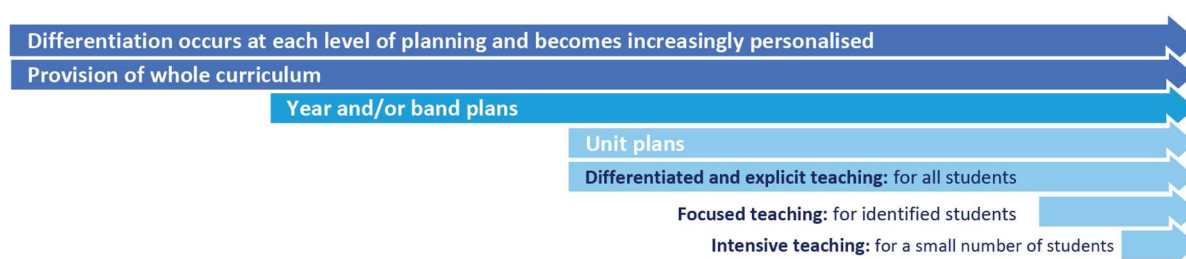 Differentiation occurs at each level of planning and becomes increasingly personalised
Provision of whole curriculum
Year and/or band plans
Unit plans
Differentiated and explicit teaching: for all students
Focused teaching: for identified students
Intensive teaching: for a small number of students